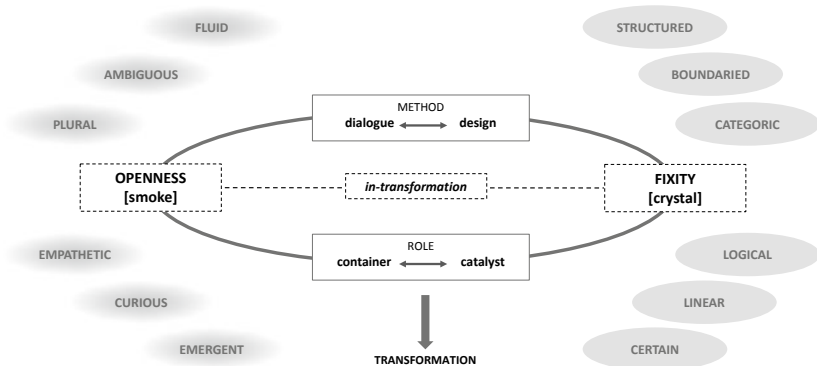 FLUID
STRUCTURED
AMBIGUOUS
BOUNDARIED
METHOD
dialogue design
PLURAL
CATEGORIC
OPENNESS
[smoke]
in-transformation
FIXITY
[crystal]
ROLE
container catalyst
EMPATHETIC
LOGICAL
CURIOUS
LINEAR
EMERGENT
CERTAIN
TRANSFORMATION